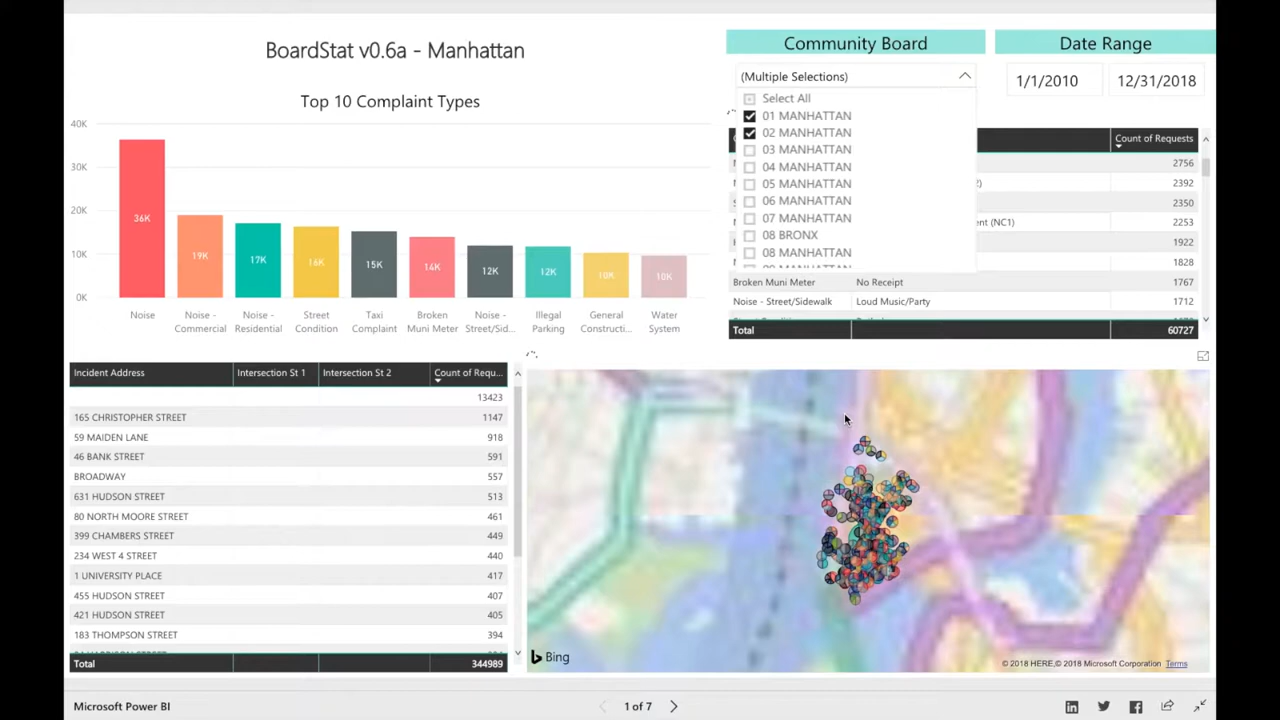 BoardStat v0.6a - Manhattan
Top 10 Complaint Types
40K
30K
20K
10K
0K
36K
19K
17K
16K
15K
14K
12K
12K
10K
10K
Noise
Noise -
Commercial
Noise -
Residential
Street
Condition
Taxi
Complaint
Broken
Muni Meter
Noise -
Street/Sid...
Illegal
Parking
General
Constructi...
Water
System
Community Board
(Multiple Selections)
Select All
01 MANHATTAN
02 MANHATTAN
03 MANHATTAN
04 MANHATTAN
05 MANHATTAN
06 MANHATTAN
07 MANHATTAN
08 BRONX
08 MANHATTAN
Date Range
1/1/2010 12/31/2018
Count of Requests
2756
2392
2350
ent (NC1) 2253
1922
1828
Broken Muni Meter No Receipt 1767
Noise - Street/Sidewalk Loud Music/Party 1712
Total 60727
Incident Address Intersection St 1 Intersection St 2 Count of Requ...
13423
165 CHRISTOPHER STREET 1147
59 MAIDEN LANE 918
46 BANK STREET 591
BROADWAY 557
631 HUDSON STREET 513
80 NORTH MOORE STREET 461
399 CHAMBERS STREET 449
234 WEST 4 STREET 440
1 UNIVERSITY PLACE 417
455 HUDSON STREET 407
421 HUDSON STREET 405
183 THOMPSON STREET 394
Total 344989
Bing
© 2018 HERE,© 2018 Microsoft Corporation Terms
Microsoft Power BI
1 of 7